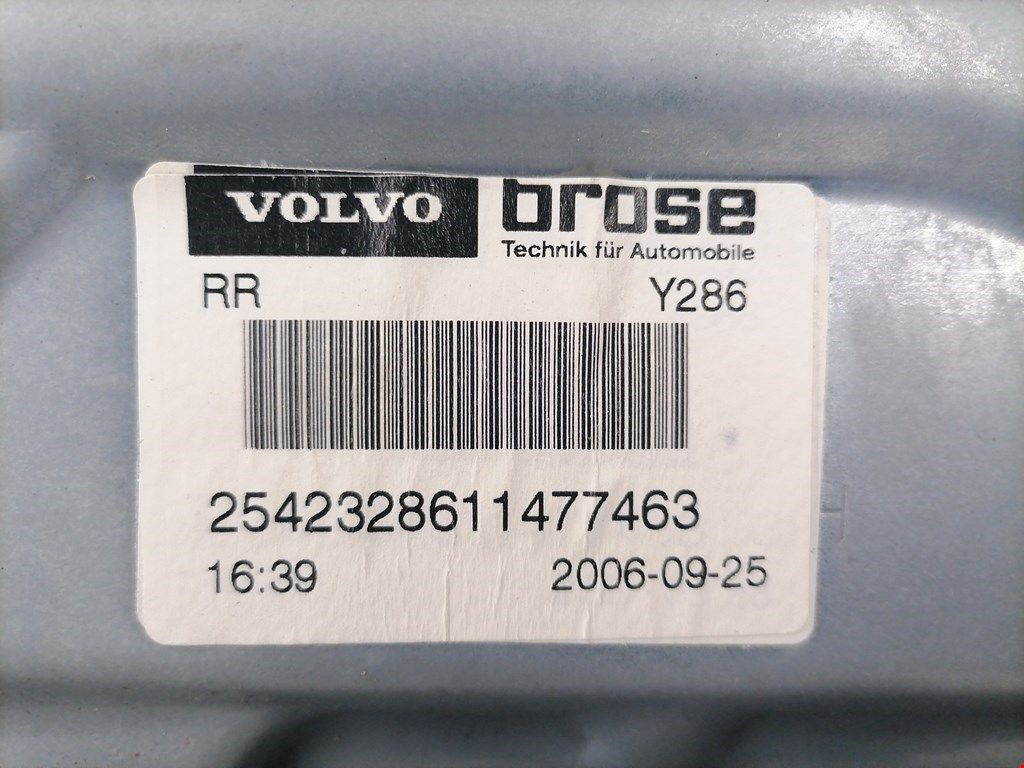 VOLVO brose
Technik für Automobile
RR Y286
2542328611477463
16:39 2006-09-25